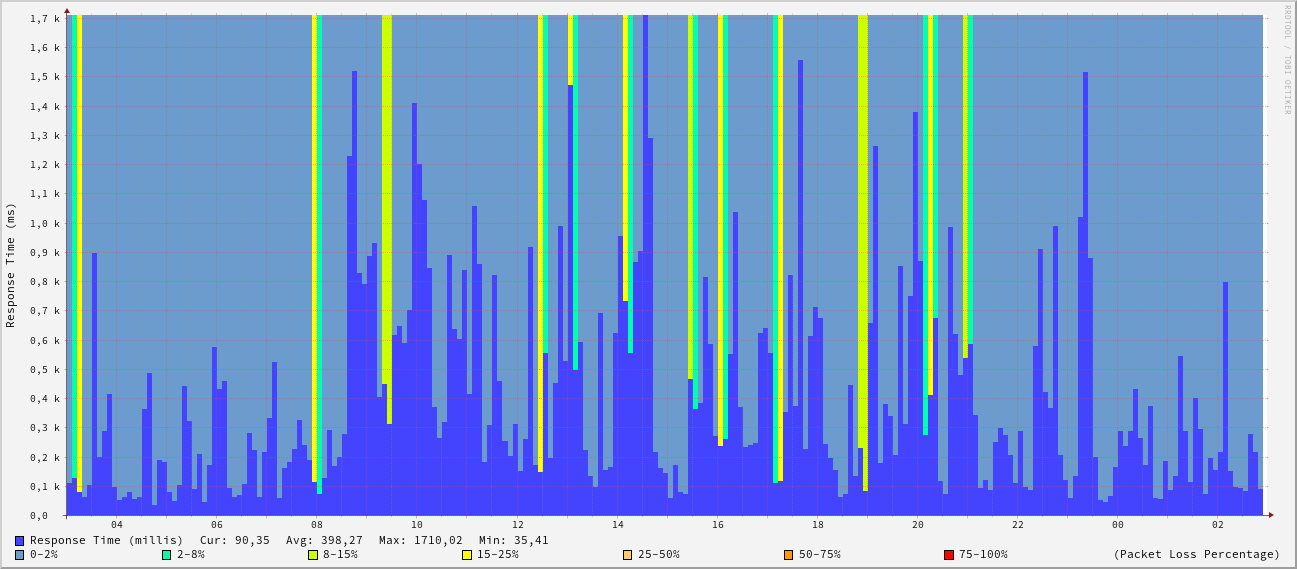 RRDTOOL / TOBI OETIKER
Response Time (ms)
1,7 k
1,6 k
1,5 k
1,4 k
1,3 k
1,2 k
1,1 k
1,0 k
0,9 k
0,8 k
0,7 k
0,6 k
0,5 k
0,4 k
0,3 k
0,2 k
0,1 k
0,0
04 06 08 10 12 14 16 18 20 22 00 02
Response Time (millis) Cur: 90,35 Avg: 398,27 Max: 1710,02 Min: 35,41
0-2% 2-8% 8-15% 15-25% 25-50% 50-75% 75-100% (Packet Loss Percentage)